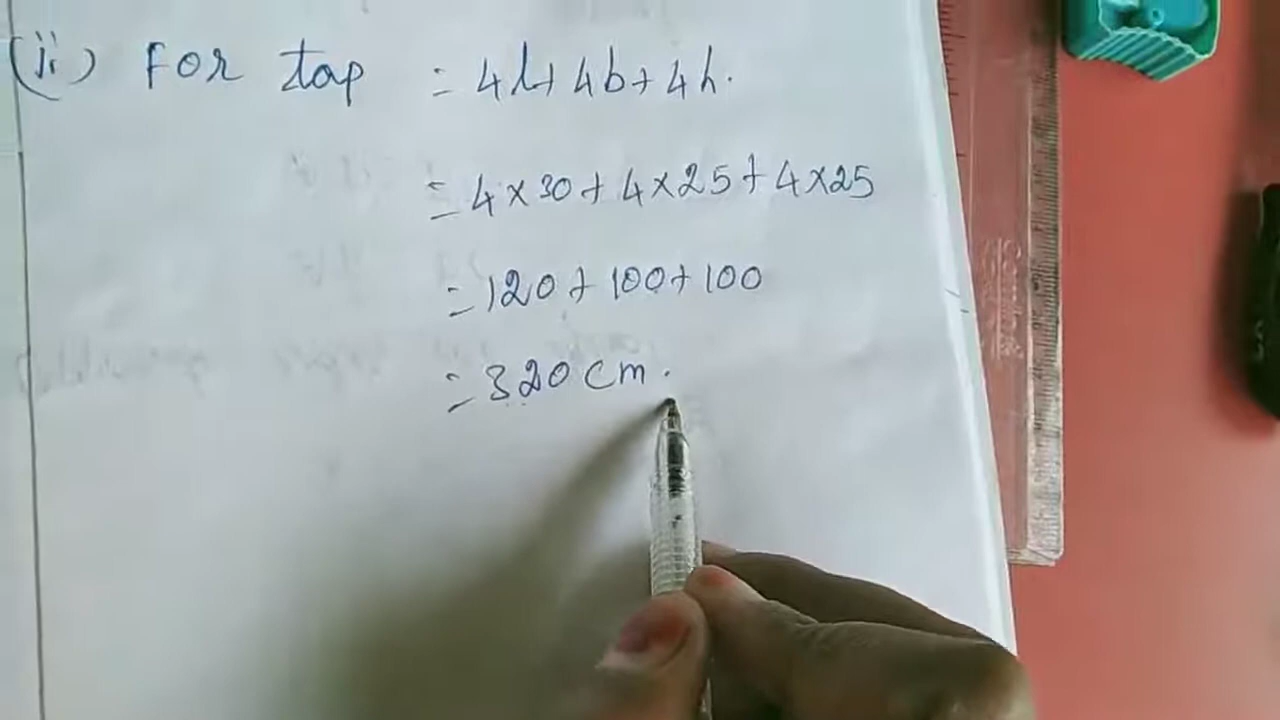 (ii) For tap = 4l + 4b + 4h.
= 4 × 30 + 4 × 25 + 4 × 25
= 120 + 100 + 100
= 320 cm.